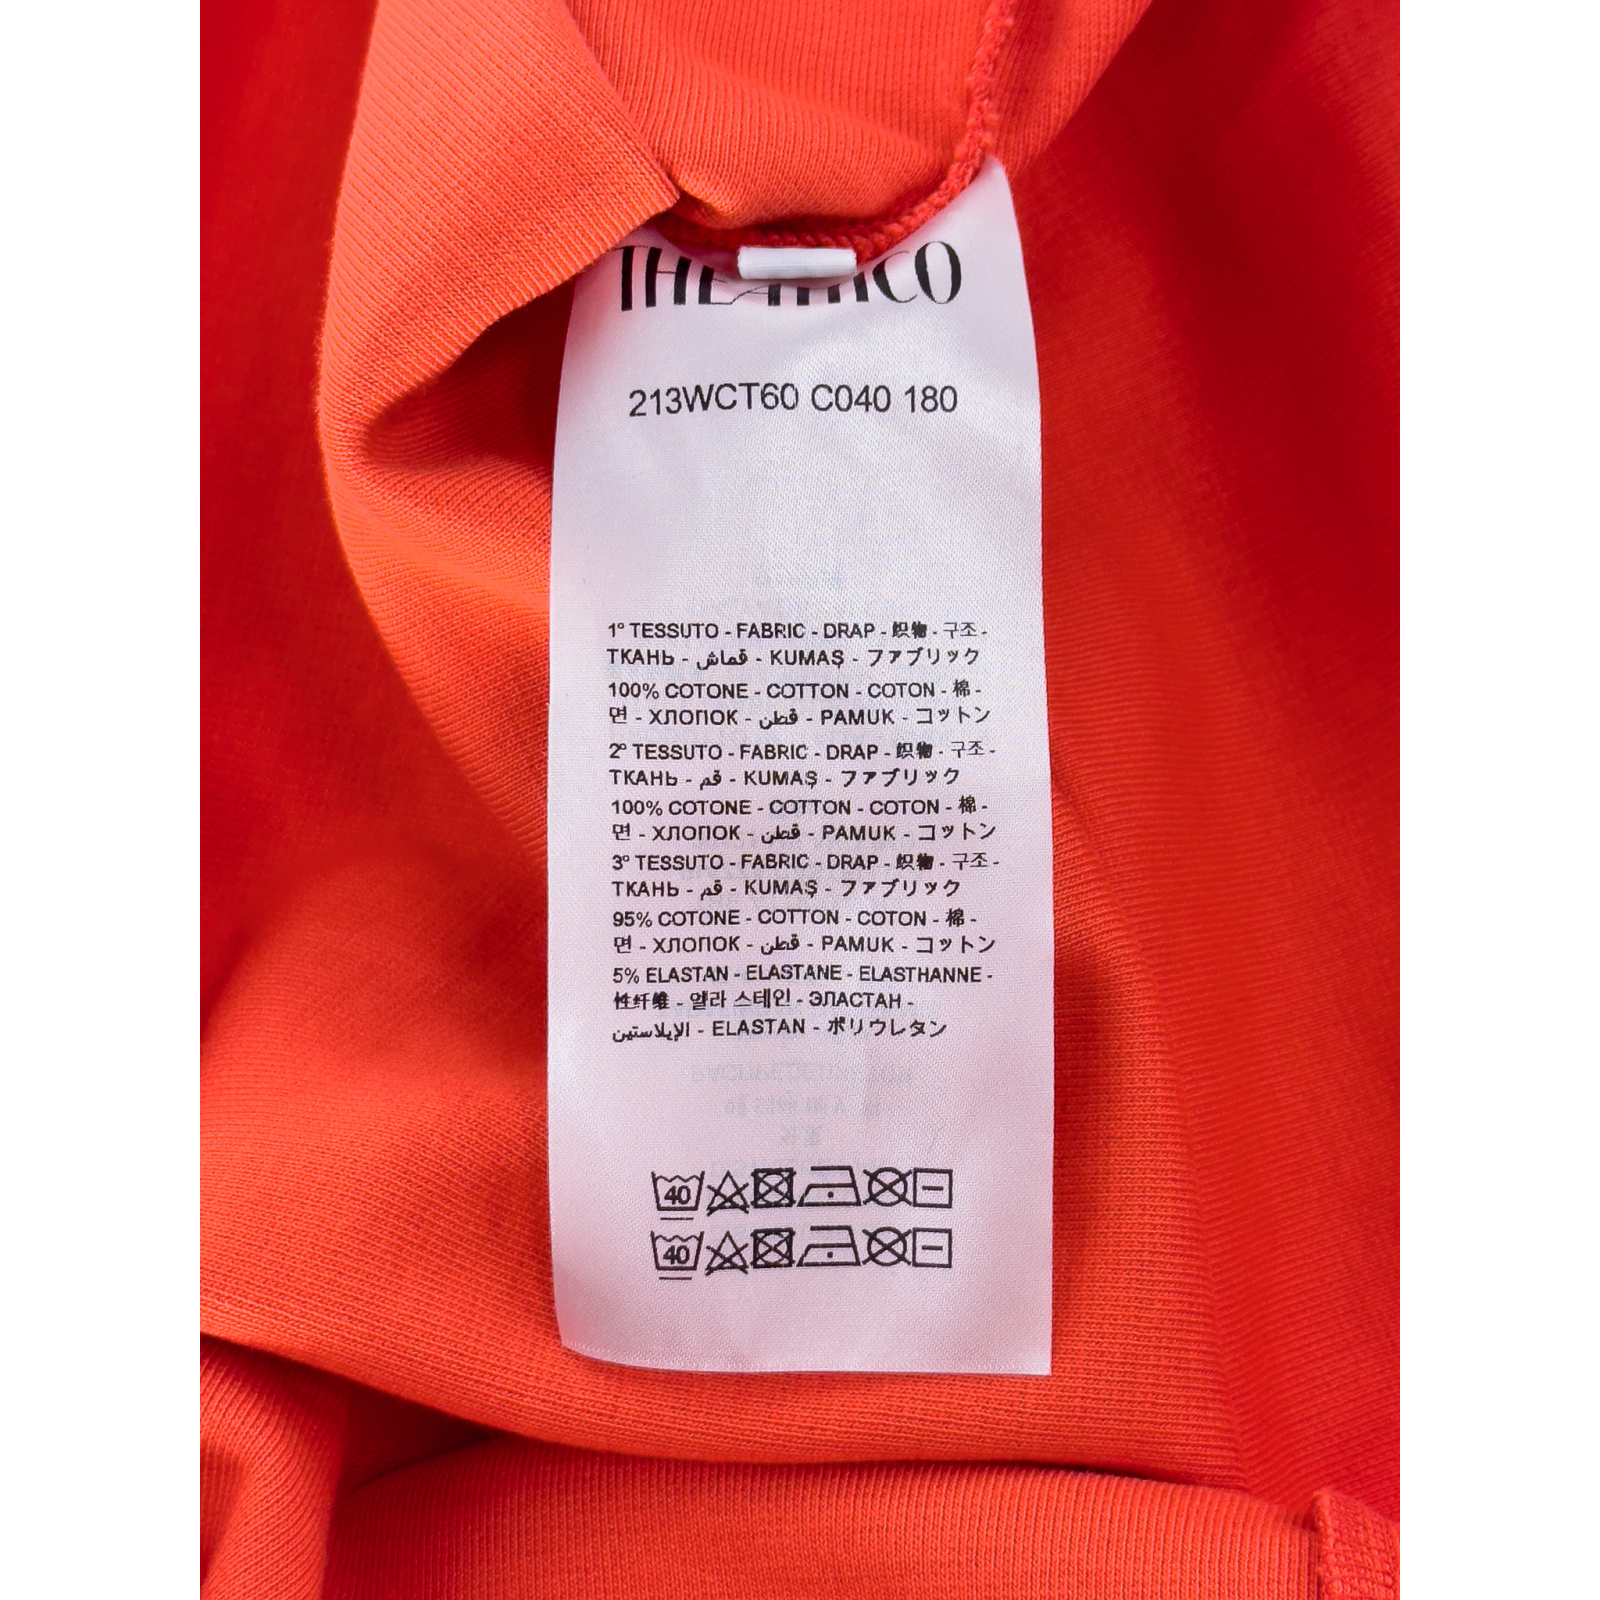 THE ATTICO
213WCT60 C040 180
1° TESSUTO - FABRIC - DRAP - 织物 - 구조 -
ТКАНЬ - قماش - KUMAŞ - ファブリック
100% COTONE - COTTON - COTON - 棉 -
면 - ХЛОПОК - قطن - PAMUK - コットン
2° TESSUTO - FABRIC - DRAP - 织物 - 구조 -
ТКАНЬ - قم - KUMAŞ - ファブリック
100% COTONE - COTTON - COTON - 棉 -
면 - ХЛОПОК - قطن - PAMUK - コットン
3° TESSUTO - FABRIC - DRAP - 织物 - 구조 -
ТКАНЬ - قم - KUMAŞ - ファブリック
95% COTONE - COTTON - COTON - 棉 -
면 - ХЛОПОК - قطن - PAMUK - コットン
5% ELASTAN - ELASTANE - ELASTHANNE -
性纤维 - 엘라 스테인 - ЭЛАСТАН -
الإيلاستين - ELASTAN - ポリウレタン
40
40